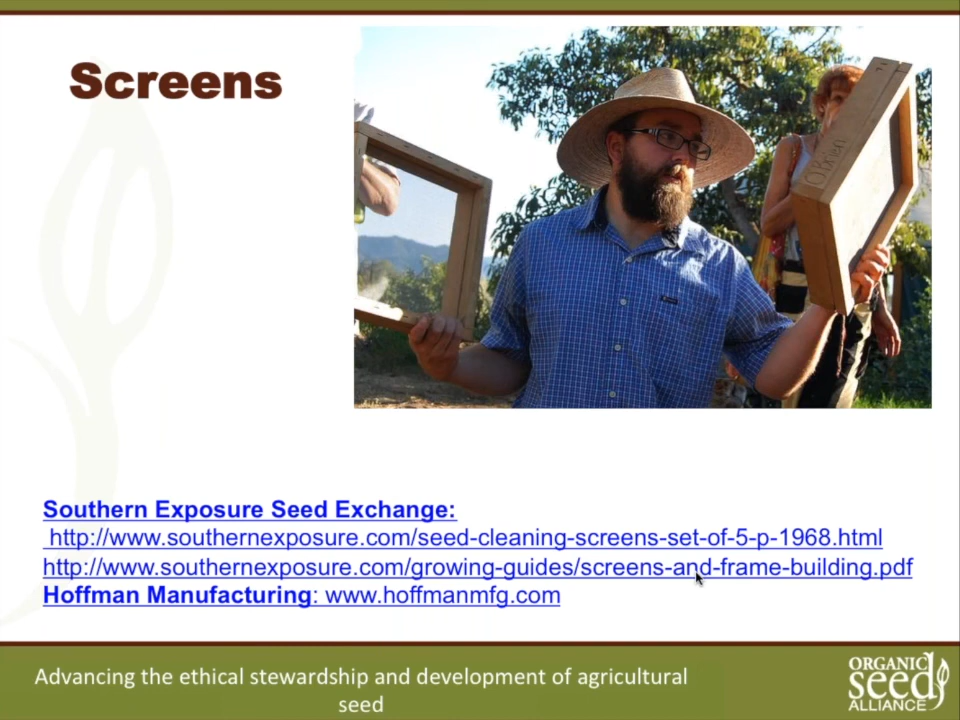 Screens
O'Brien
Southern Exposure Seed Exchange:
http://www.southernexposure.com/seed-cleaning-screens-set-of-5-p-1968.html
http://www.southernexposure.com/growing-guides/screens-and-frame-building.pdf
Hoffman Manufacturing: www.hoffmanmfg.com
Advancing the ethical stewardship and development of agricultural
seed
ORGANIC
seed
ALLIANCE